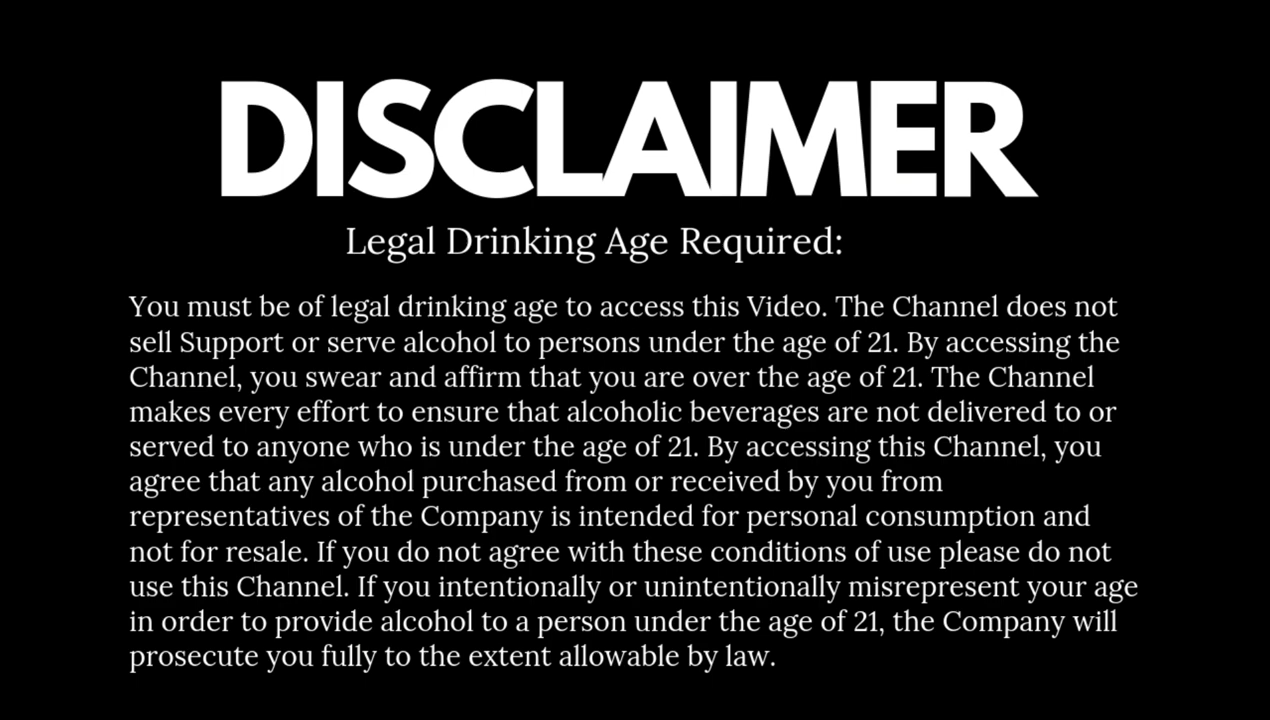 DISCLAIMER
Legal Drinking Age Required:
You must be of legal drinking age to access this Video. The Channel does not
sell Support or serve alcohol to persons under the age of 21. By accessing the
Channel, you swear and affirm that you are over the age of 21. The Channel
makes every effort to ensure that alcoholic beverages are not delivered to or
served to anyone who is under the age of 21. By accessing this Channel, you
agree that any alcohol purchased from or received by you from
representatives of the Company is intended for personal consumption and
not for resale. If you do not agree with these conditions of use please do not
use this Channel. If you intentionally or unintentionally misrepresent your age
in order to provide alcohol to a person under the age of 21, the Company will
prosecute you fully to the extent allowable by law.